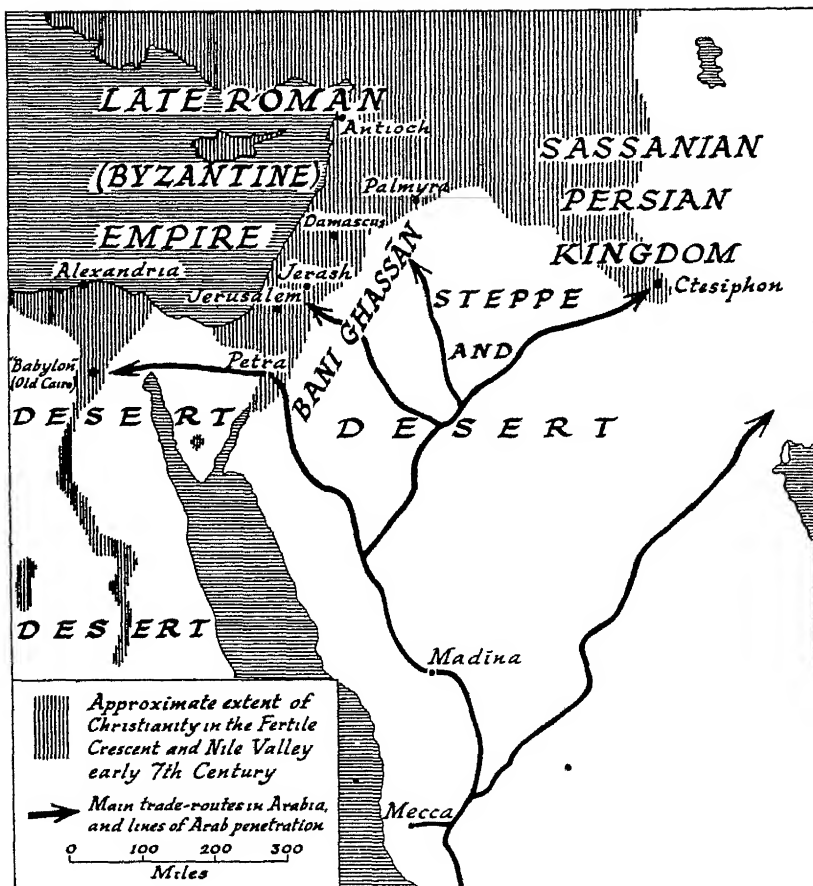 LATE ROMAN
(BYZANTINE)
EMPIRE
Antioch
SASSANIAN
PERSIAN
KINGDOM
Palmyra
Damascus
Alexandria
Jerash
Jerusalem
BANI GHASSĀN
STEPPE
AND
DESERT
Ctesiphon
"Babylon"
(Old Cairo)
Petra
DESERT
DESERT
Madīna
Mecca
Approximate extent of
Christianity in the Fertile
Crescent and Nile Valley
early 7th Century
Main trade-routes in Arabia,
and lines of Arab penetration
0 100 200 300
Miles